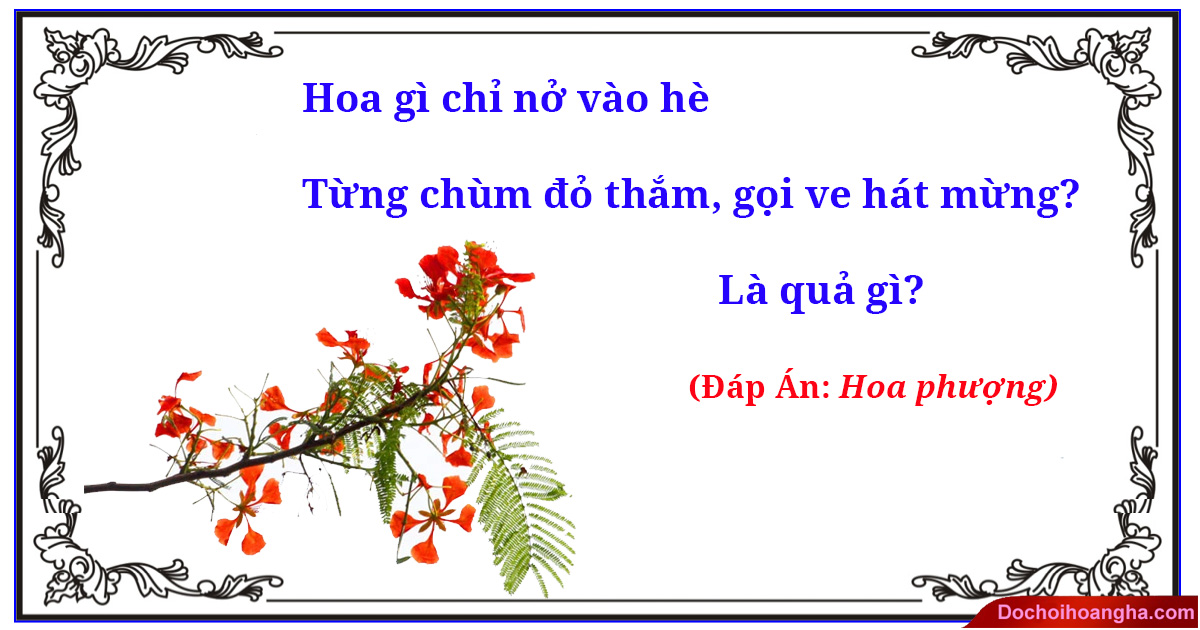 Hoa gì chỉ nở vào hè
Từng chùm đỏ thắm, gọi ve hát mừng?
Là quả gì?
(Đáp Án: Hoa phượng)
Dochoihoangha.com